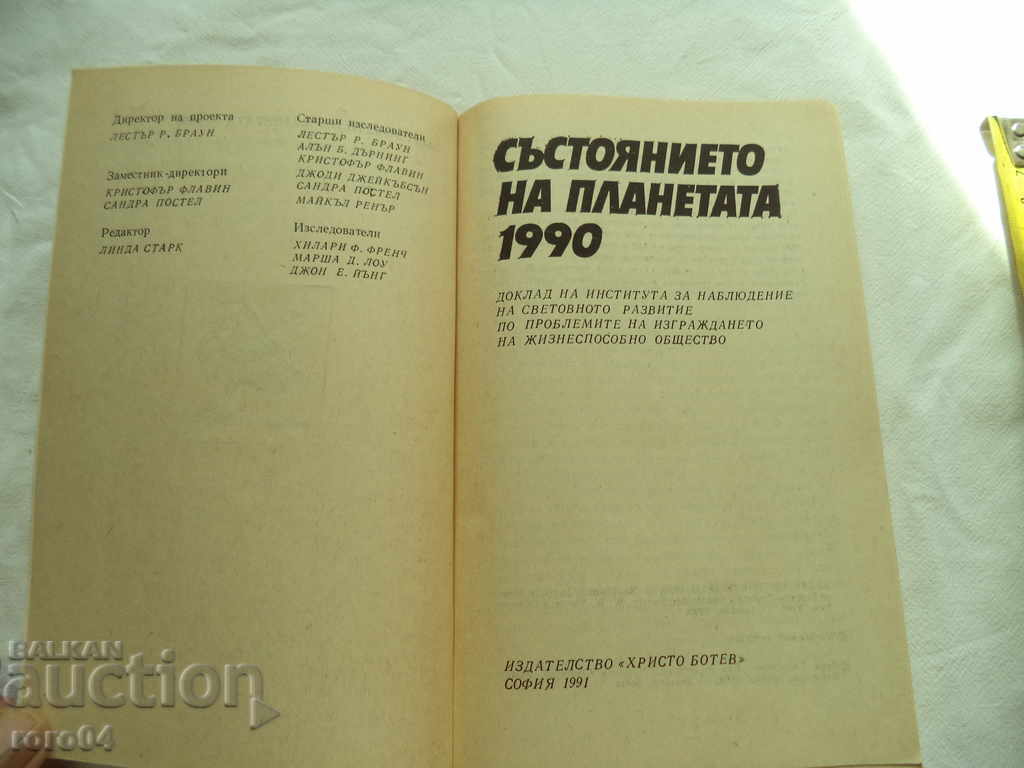 Директор на проекта
ЛЕСТЪР Р. БРАУН
Заместник-директори
КРИСТОФЪР ФЛАВИН
САНДРА ПОСТЕЛ
Редактор
ЛИНДА СТАРК
Старши изследователи
ЛЕСТЪР Р. БРАУН
АЛЪН Б. ДЪРНИНГ
КРИСТОФЪР ФЛАВИН
ДЖОДИ ДЖЕЙКЪБСЪН
САНДРА ПОСТЕЛ
МАЙКЪЛ РЕНЪР
Изследователи
ХИЛАРИ Ф. ФРЕНЧ
МАРША Д. ЛОУ
ДЖОН Е. ЙЪНГ
СЪСТОЯНИЕТО
НА ПЛАНЕТАТА
1990
ДОКЛАД НА ИНСТИТУТА ЗА НАБЛЮДЕНИЕ
НА СВЕТОВНОТО РАЗВИТИЕ
ПО ПРОБЛЕМИТЕ НА ИЗГРАЖДАНЕТО
НА ЖИЗНЕСПОСОБНО ОБЩЕСТВО
ИЗДАТЕЛСТВО «ХРИСТО БОТЕВ»
СОФИЯ 1991
BALKAN
auction
roro04